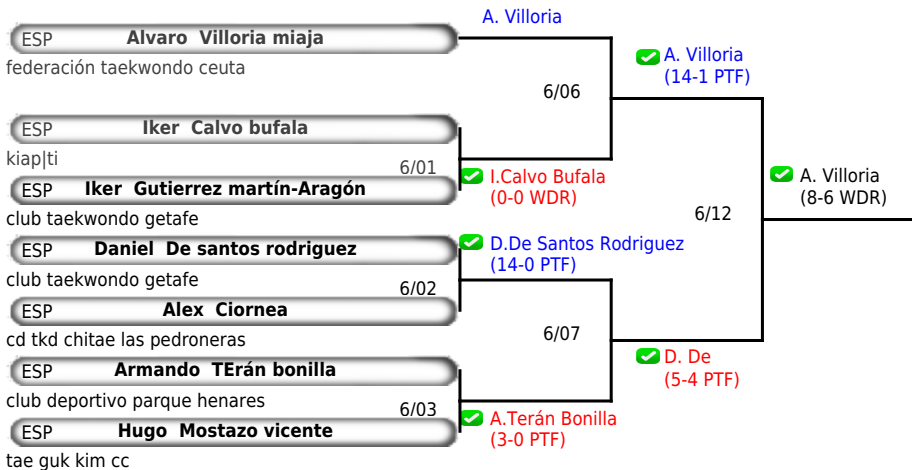 A. Villoria
ESP Alvaro Villoria miaja
federación taekwondo ceuta
A. Villoria
(14-1 PTF)
6/06
ESP Iker Calvo bufala
kiap|ti
6/01
ESP Iker Gutierrez martín-Aragón
club taekwondo getafe
I.Calvo Bufala
(0-0 WDR)
A. Villoria
(8-6 WDR)
6/12
ESP Daniel De santos rodriguez
club taekwondo getafe
D.De Santos Rodriguez
(14-0 PTF)
6/02
ESP Alex Ciornea
cd tkd chitae las pedroneras
6/07
D. De
(5-4 PTF)
ESP Armando TErán bonilla
club deportivo parque henares
6/03
A.Terán Bonilla
(3-0 PTF)
ESP Hugo Mostazo vicente
tae guk kim cc